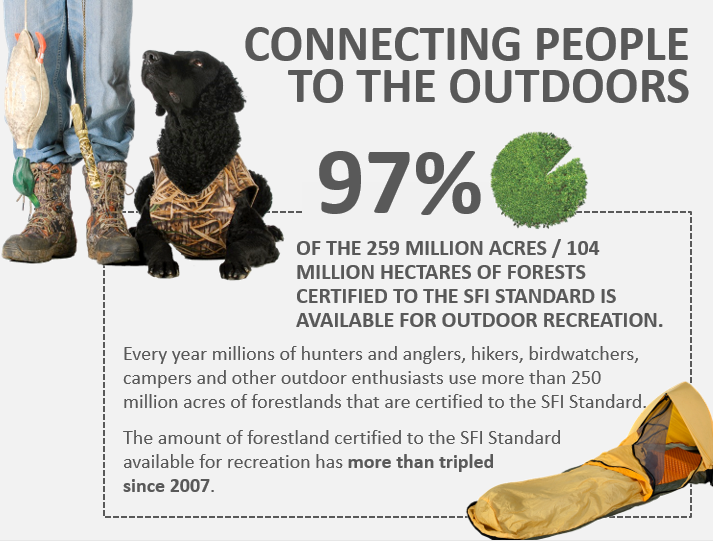 CONNECTING PEOPLE
TO THE OUTDOORS
97%
OF THE 259 MILLION ACRES / 104
MILLION HECTARES OF FORESTS
CERTIFIED TO THE SFI STANDARD IS
AVAILABLE FOR OUTDOOR RECREATION.
Every year millions of hunters and anglers, hikers, birdwatchers,
campers and other outdoor enthusiasts use more than 250
million acres of forestlands that are certified to the SFI Standard.
The amount of forestland certified to the SFI Standard
available for recreation has more than tripled
since 2007.